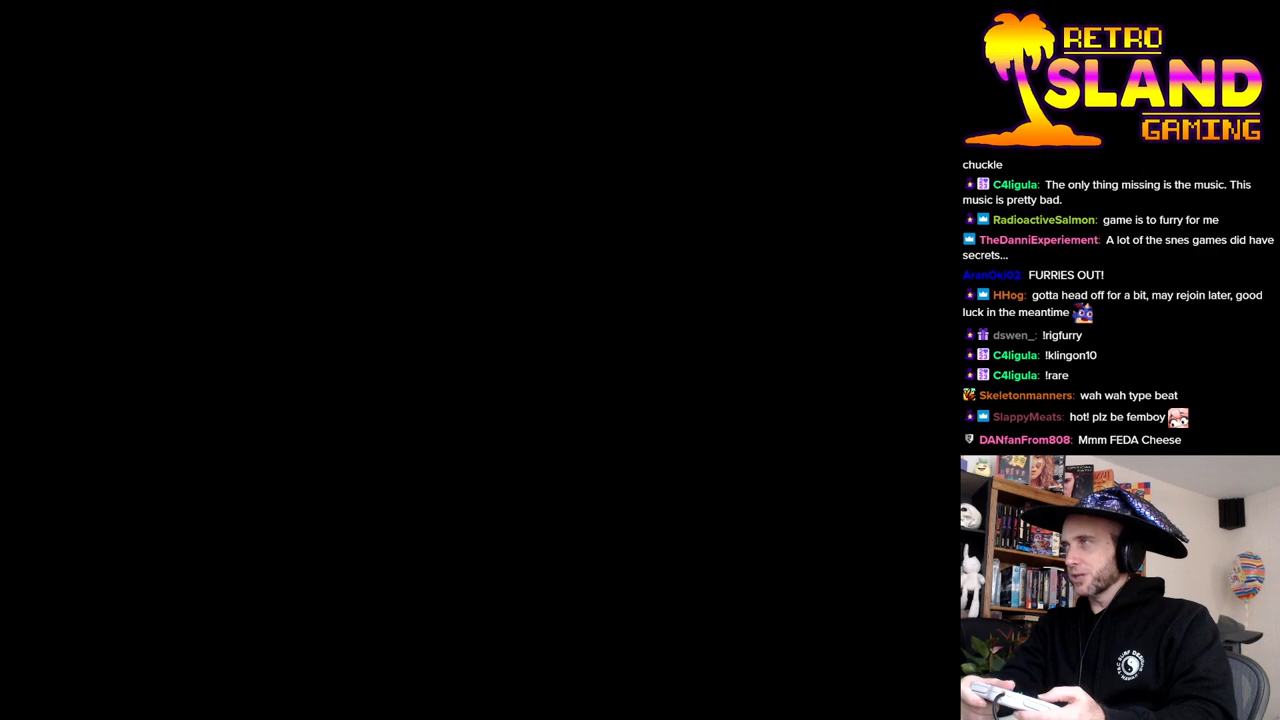 RETRO
ISLAND
GAMING
chuckle
C4ligula: The only thing missing is the music. This
music is pretty bad.
RadioactiveSalmon: game is to furry for me
TheDanniExperiement: A lot of the snes games did have
secrets...
AranOki02 FURRIES OUT!
HHog: gotta head off for a bit, may rejoin later, good
luck in the meantime
dswen_: !rigfurry
C4ligula: !klingon10
C4ligula: !rare
Skeletonmanners: wah wah type beat
SlappyMeats: hot! plz be femboy
DANfanFrom808: Mmm FEDA Cheese